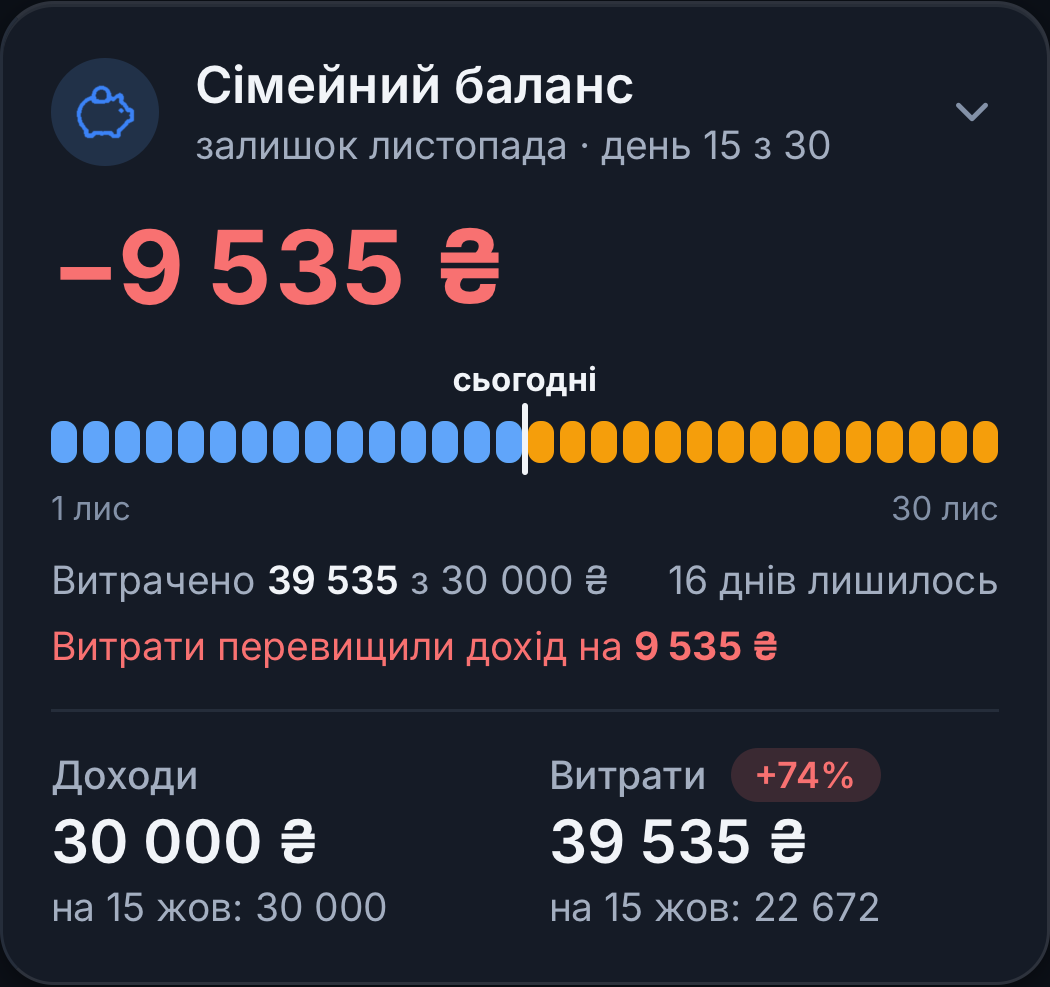 Сімейний баланс
залишок листопада · день 15 з 30
−9 535 ₴
сьогодні
1 лис 30 лис
Витрачено 39 535 з 30 000 ₴ 16 днів лишилось
Витрати перевищили дохід на 9 535 ₴
Доходи Витрати +74%
30 000 ₴ 39 535 ₴
на 15 жов: 30 000 на 15 жов: 22 672